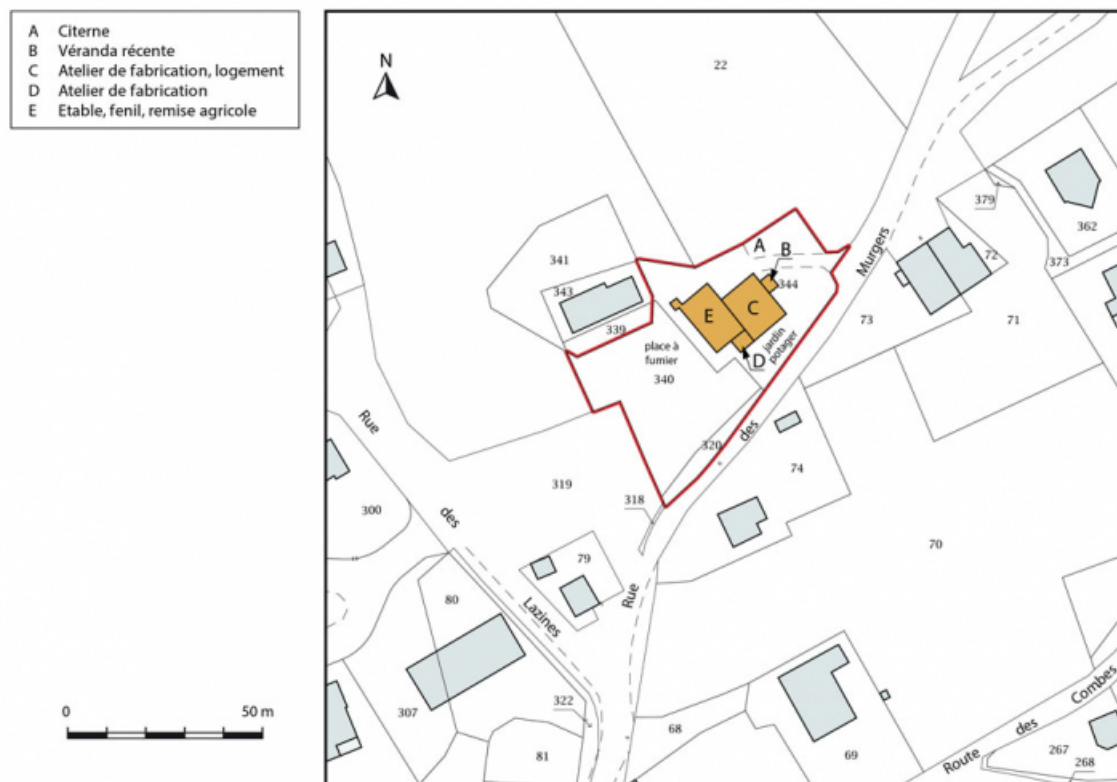 A Citerne
B Véranda récente
C Atelier de fabrication, logement
D Atelier de fabrication
E Etable, fenil, remise agricole
N
22
379
362
341
A
B
Murgers
72
373
343
344
E
C
339
73
71
place à
fumier
D
jardin
potager
340
Rue
320
des
74
319
318
300
des
70
79
Rue
80
Lazines
0 50 m
307
322
68
81
69
Route
des
Combes
267
268